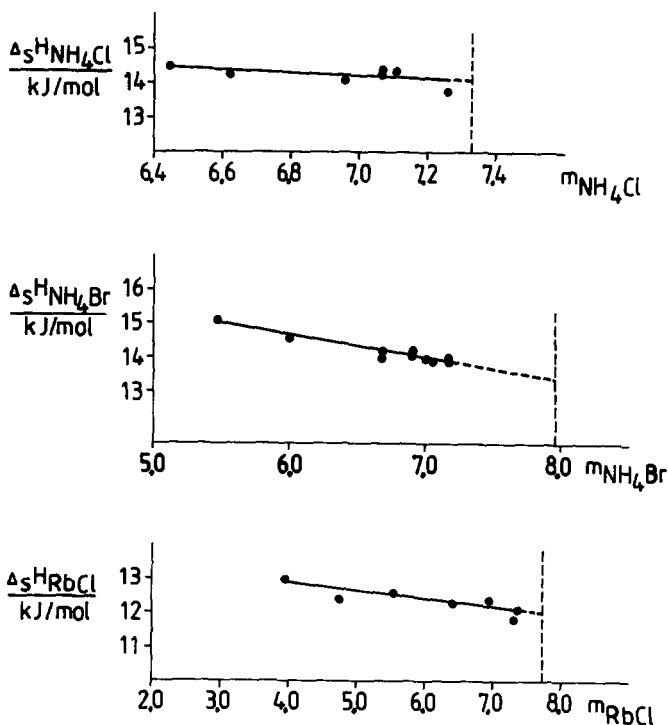 ΔsHNH4Cl
kJ/mol
15
14
13
6,4 6,6 6,8 7,0 7,2 7,4 mNH4Cl
ΔsHNH4Br
kJ/mol
16
15
14
13
5,0 6,0 7,0 8,0 mNH4Br
ΔsHRbCl
kJ/mol
13
12
11
2,0 3,0 4,0 5,0 6,0 7,0 8,0 mRbCl